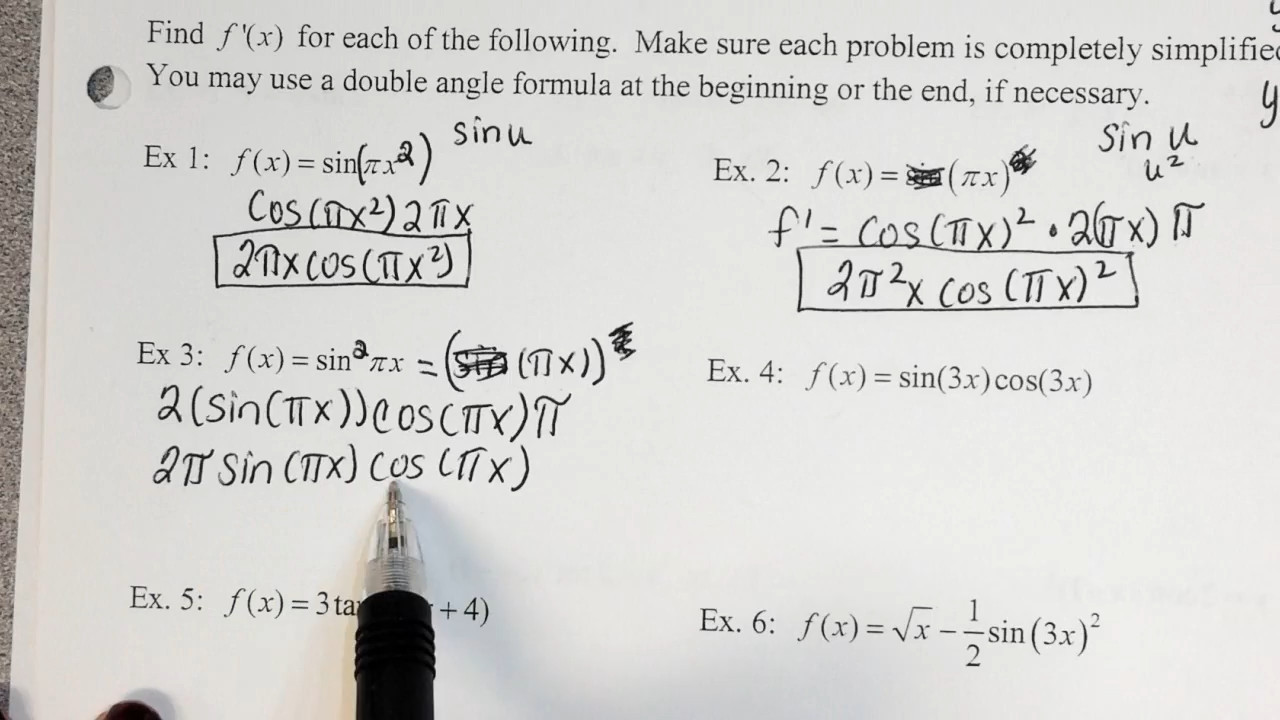 Find f'(x) for each of the following. Make sure each problem is completely simplified
You may use a double angle formula at the beginning or the end, if necessary.
y
Ex 1: f(x) = sin(πx²) sin u
cos(πx²)2πx
2πx cos(πx²)
Ex. 2: f(x) = (πx) sin u
u²
f' = cos(πx)² · 2(πx)π
2π²x cos(πx)²
Ex 3: f(x) = sin²πx = (sin(πx))
2(sin(πx))cos(πx)π
2π sin(πx) cos(πx)
Ex. 4: f(x) = sin(3x)cos(3x)
Ex. 5: f(x) = 3 + 4)
Ex. 6: f(x) = √x − 1/2 sin(3x)²